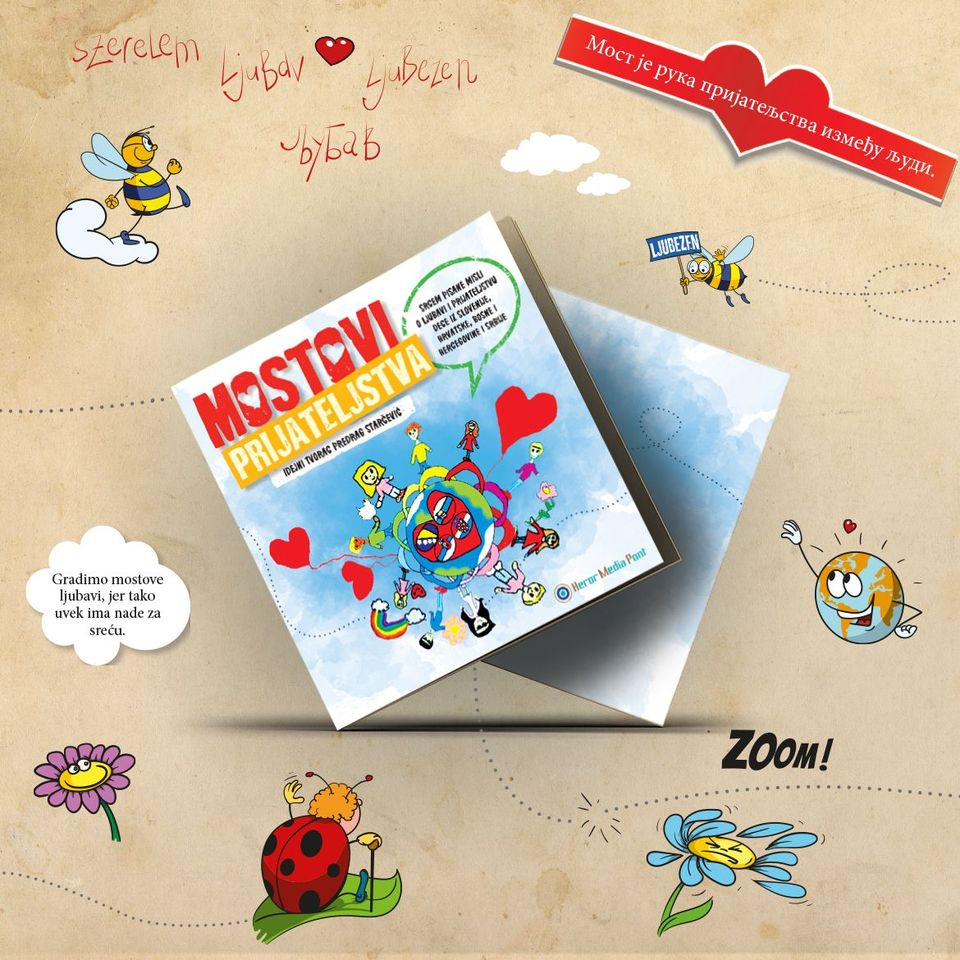 szerelem
Ljubav
Ljubezen
Љубав
Мост је рука пријатељства између људи.
LJUBEZEN
SRCEM PISANE MISLI
O LJUBAVI I PRIJATELJSTVU
DECE IZ SLOVENIJE,
HRVATSKE, BOSNE I
HERCEGOVINE I SRBIJE
MOSTOVI
PRIJATELJSTVA
IDEJNI TVORAC PREDRAG STARČEVIĆ
Heror Media Pont
Gradimo mostove
ljubavi, jer tako
uvek ima nade za
sreću.
ZOOM!